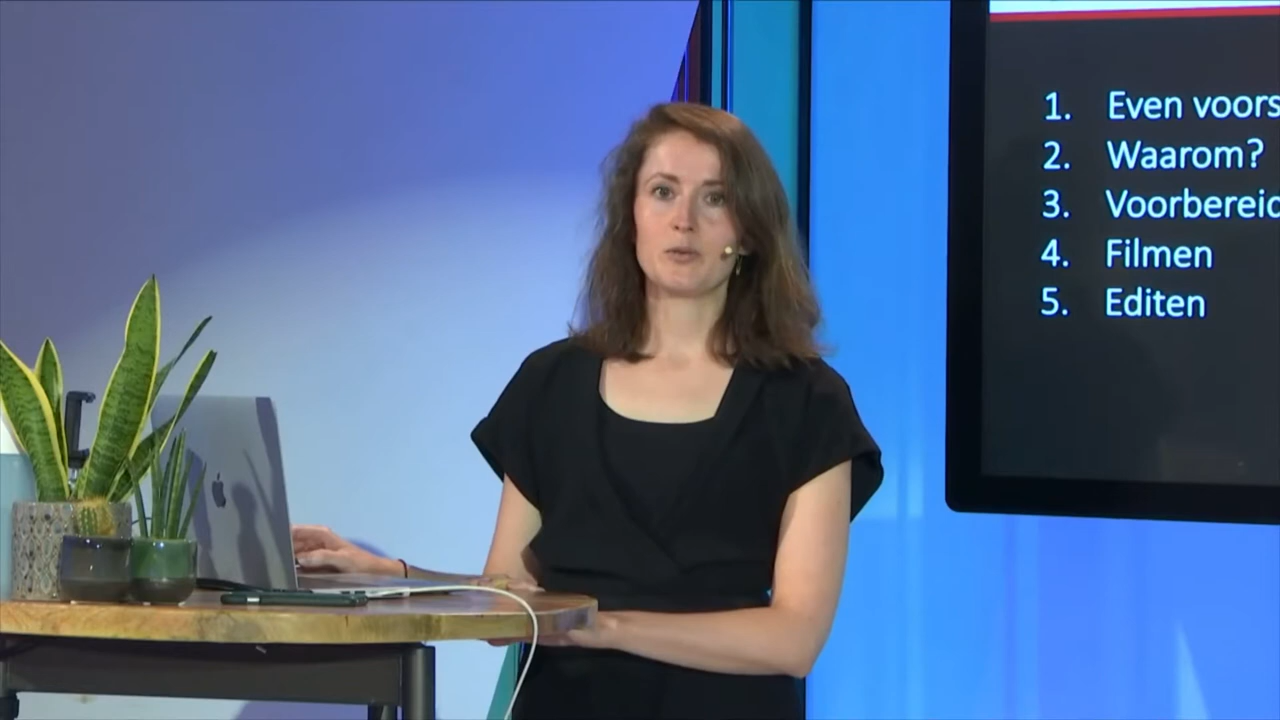 1. Even voors
2. Waarom?
3. Voorbereid
4. Filmen
5. Editen